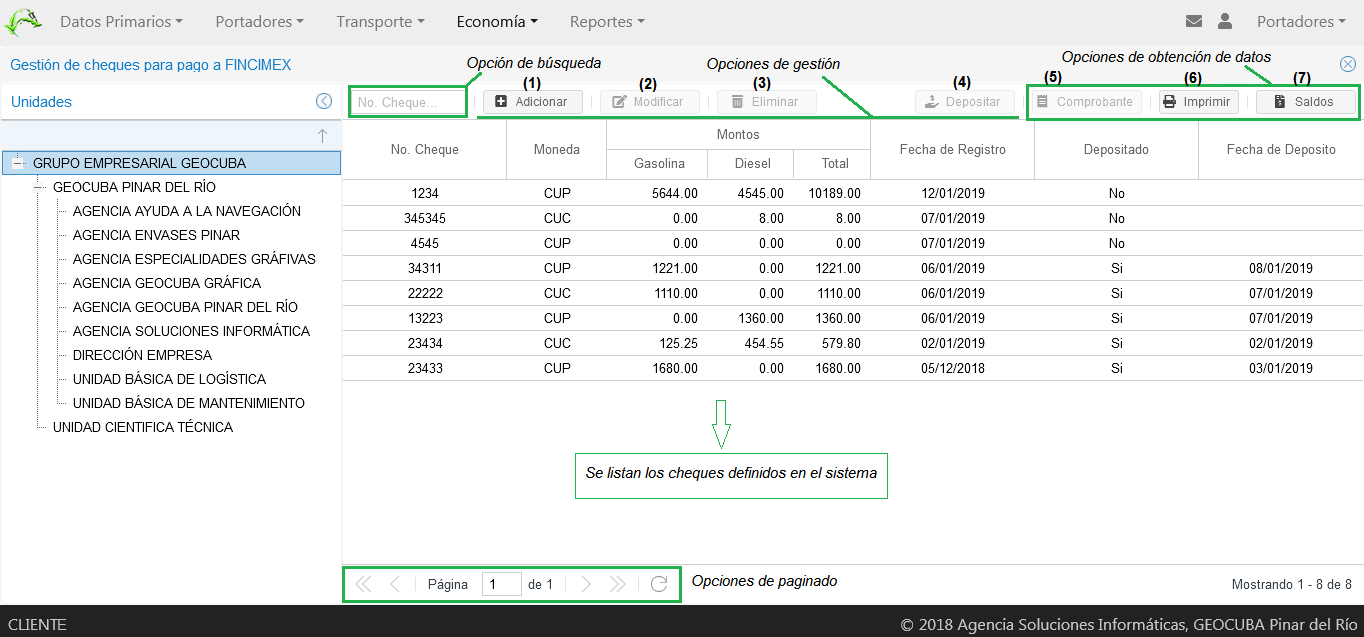 Datos Primarios Portadores Transporte Economía Reportes Portadores
Gestión de cheques para pago a FINCIMEX
Opción de búsqueda
Opciones de gestión
Opciones de obtención de datos
(1) (2) (3) (4) (5) (6) (7)
Unidades
No. Cheque... Adicionar Modificar Eliminar Depositar Comprobante Imprimir Saldos
GRUPO EMPRESARIAL GEOCUBA
GEOCUBA PINAR DEL RÍO
AGENCIA AYUDA A LA NAVEGACIÓN
AGENCIA ENVASES PINAR
AGENCIA ESPECIALIDADES GRÁFIVAS
AGENCIA GEOCUBA GRÁFICA
AGENCIA GEOCUBA PINAR DEL RÍO
AGENCIA SOLUCIONES INFORMÁTICA
DIRECCIÓN EMPRESA
UNIDAD BÁSICA DE LOGÍSTICA
UNIDAD BÁSICA DE MANTENIMIENTO
UNIDAD CIENTIFICA TÉCNICA
No. Cheque Moneda Montos Fecha de Registro Depositado Fecha de Deposito
Gasolina Diesel Total
1234 CUP 5644.00 4545.00 10189.00 12/01/2019 No
345345 CUC 0.00 8.00 8.00 07/01/2019 No
4545 CUP 0.00 0.00 0.00 07/01/2019 No
34311 CUP 1221.00 0.00 1221.00 06/01/2019 Si 08/01/2019
22222 CUC 1110.00 0.00 1110.00 06/01/2019 Si 07/01/2019
13223 CUP 0.00 1360.00 1360.00 06/01/2019 Si 07/01/2019
23434 CUC 125.25 454.55 579.80 02/01/2019 Si 02/01/2019
23433 CUP 1680.00 0.00 1680.00 05/12/2018 Si 03/01/2019
Se listan los cheques definidos en el sistema
Página 1 de 1
Opciones de paginado
Mostrando 1 - 8 de 8
CLIENTE
© 2018 Agencia Soluciones Informáticas, GEOCUBA Pinar del Río